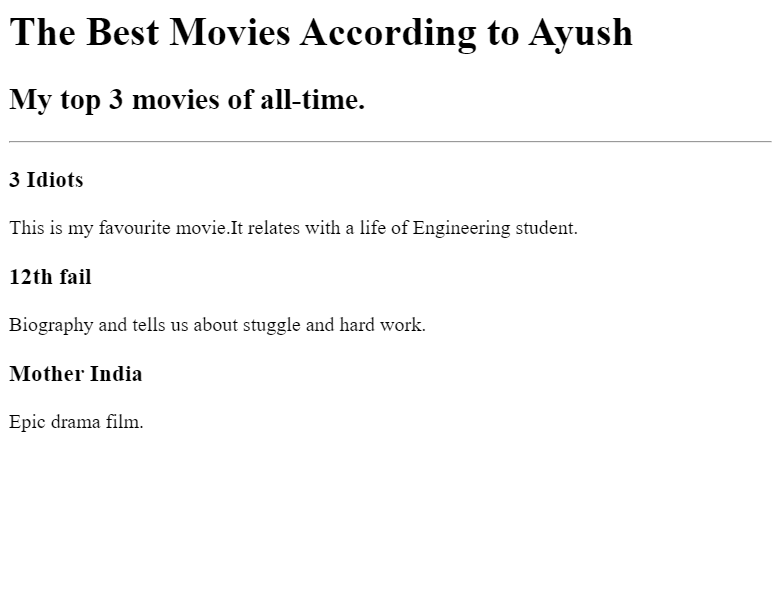 The Best Movies According to Ayush
My top 3 movies of all-time.
3 Idiots
This is my favourite movie.It relates with a life of Engineering student.
12th fail
Biography and tells us about stuggle and hard work.
Mother India
Epic drama film.